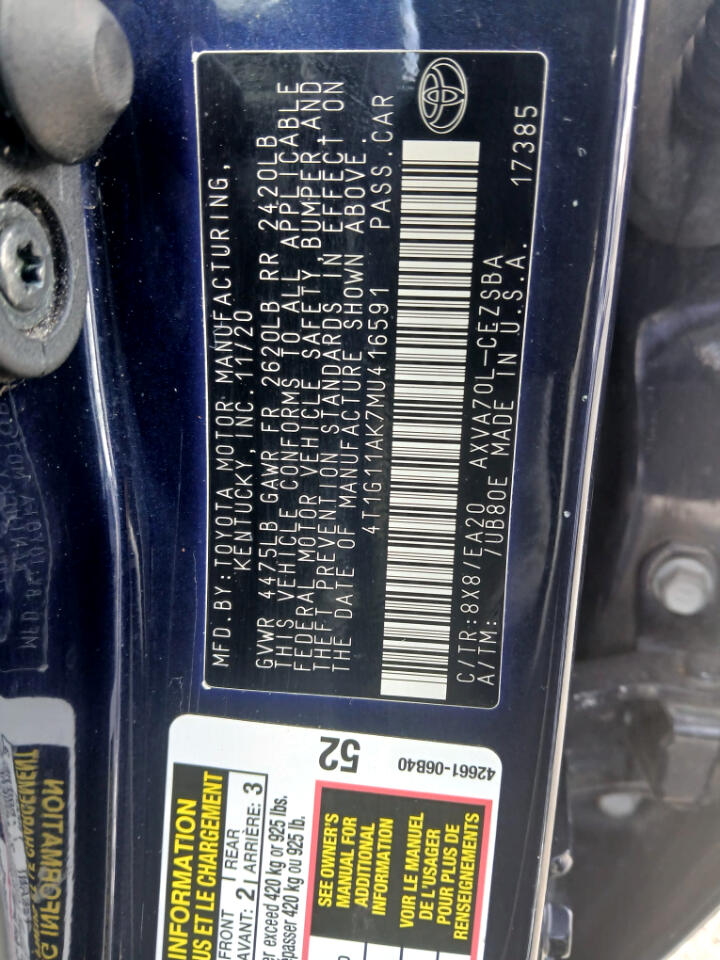 MFD.BY:TOYOTA MOTOR MANUFACTURING,
KENTUCKY, INC. 11/20
GVWR 4475LB GAWR FR 2620LB RR 2420LB
THIS VEHICLE CONFORMS TO ALL APPLICABLE
FEDERAL MOTOR VEHICLE SAFETY, BUMPER, AND
THEFT PREVENTION STANDARDS IN EFFECT ON
THE DATE OF MANUFACTURE SHOWN ABOVE.
4T1G11AK7MU416591 PASS.CAR
C/TR:8X8/EA20 AXVA70L-CEZSBA
A/TM: /UB80E MADE IN U.S.A. 17385
INFORMATION
US ET LE CHARGEMENT
FRONT 2 REAR 3
AVANT: ARRIÈRE:
er exceed 420 kg or 925 lbs.
épasser 420 kg ou 925 lb.
52
SEE OWNER'S
MANUAL FOR
ADDITIONAL
INFORMATION
VOIR LE MANUEL
DE L'USAGER
POUR PLUS DE
RENSEIGNEMENTS
42661-06B40